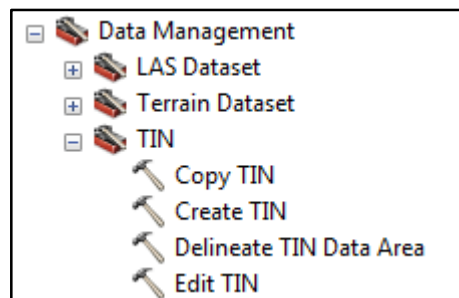 Data Management
LAS Dataset
Terrain Dataset
TIN
Copy TIN
Create TIN
Delineate TIN Data Area
Edit TIN